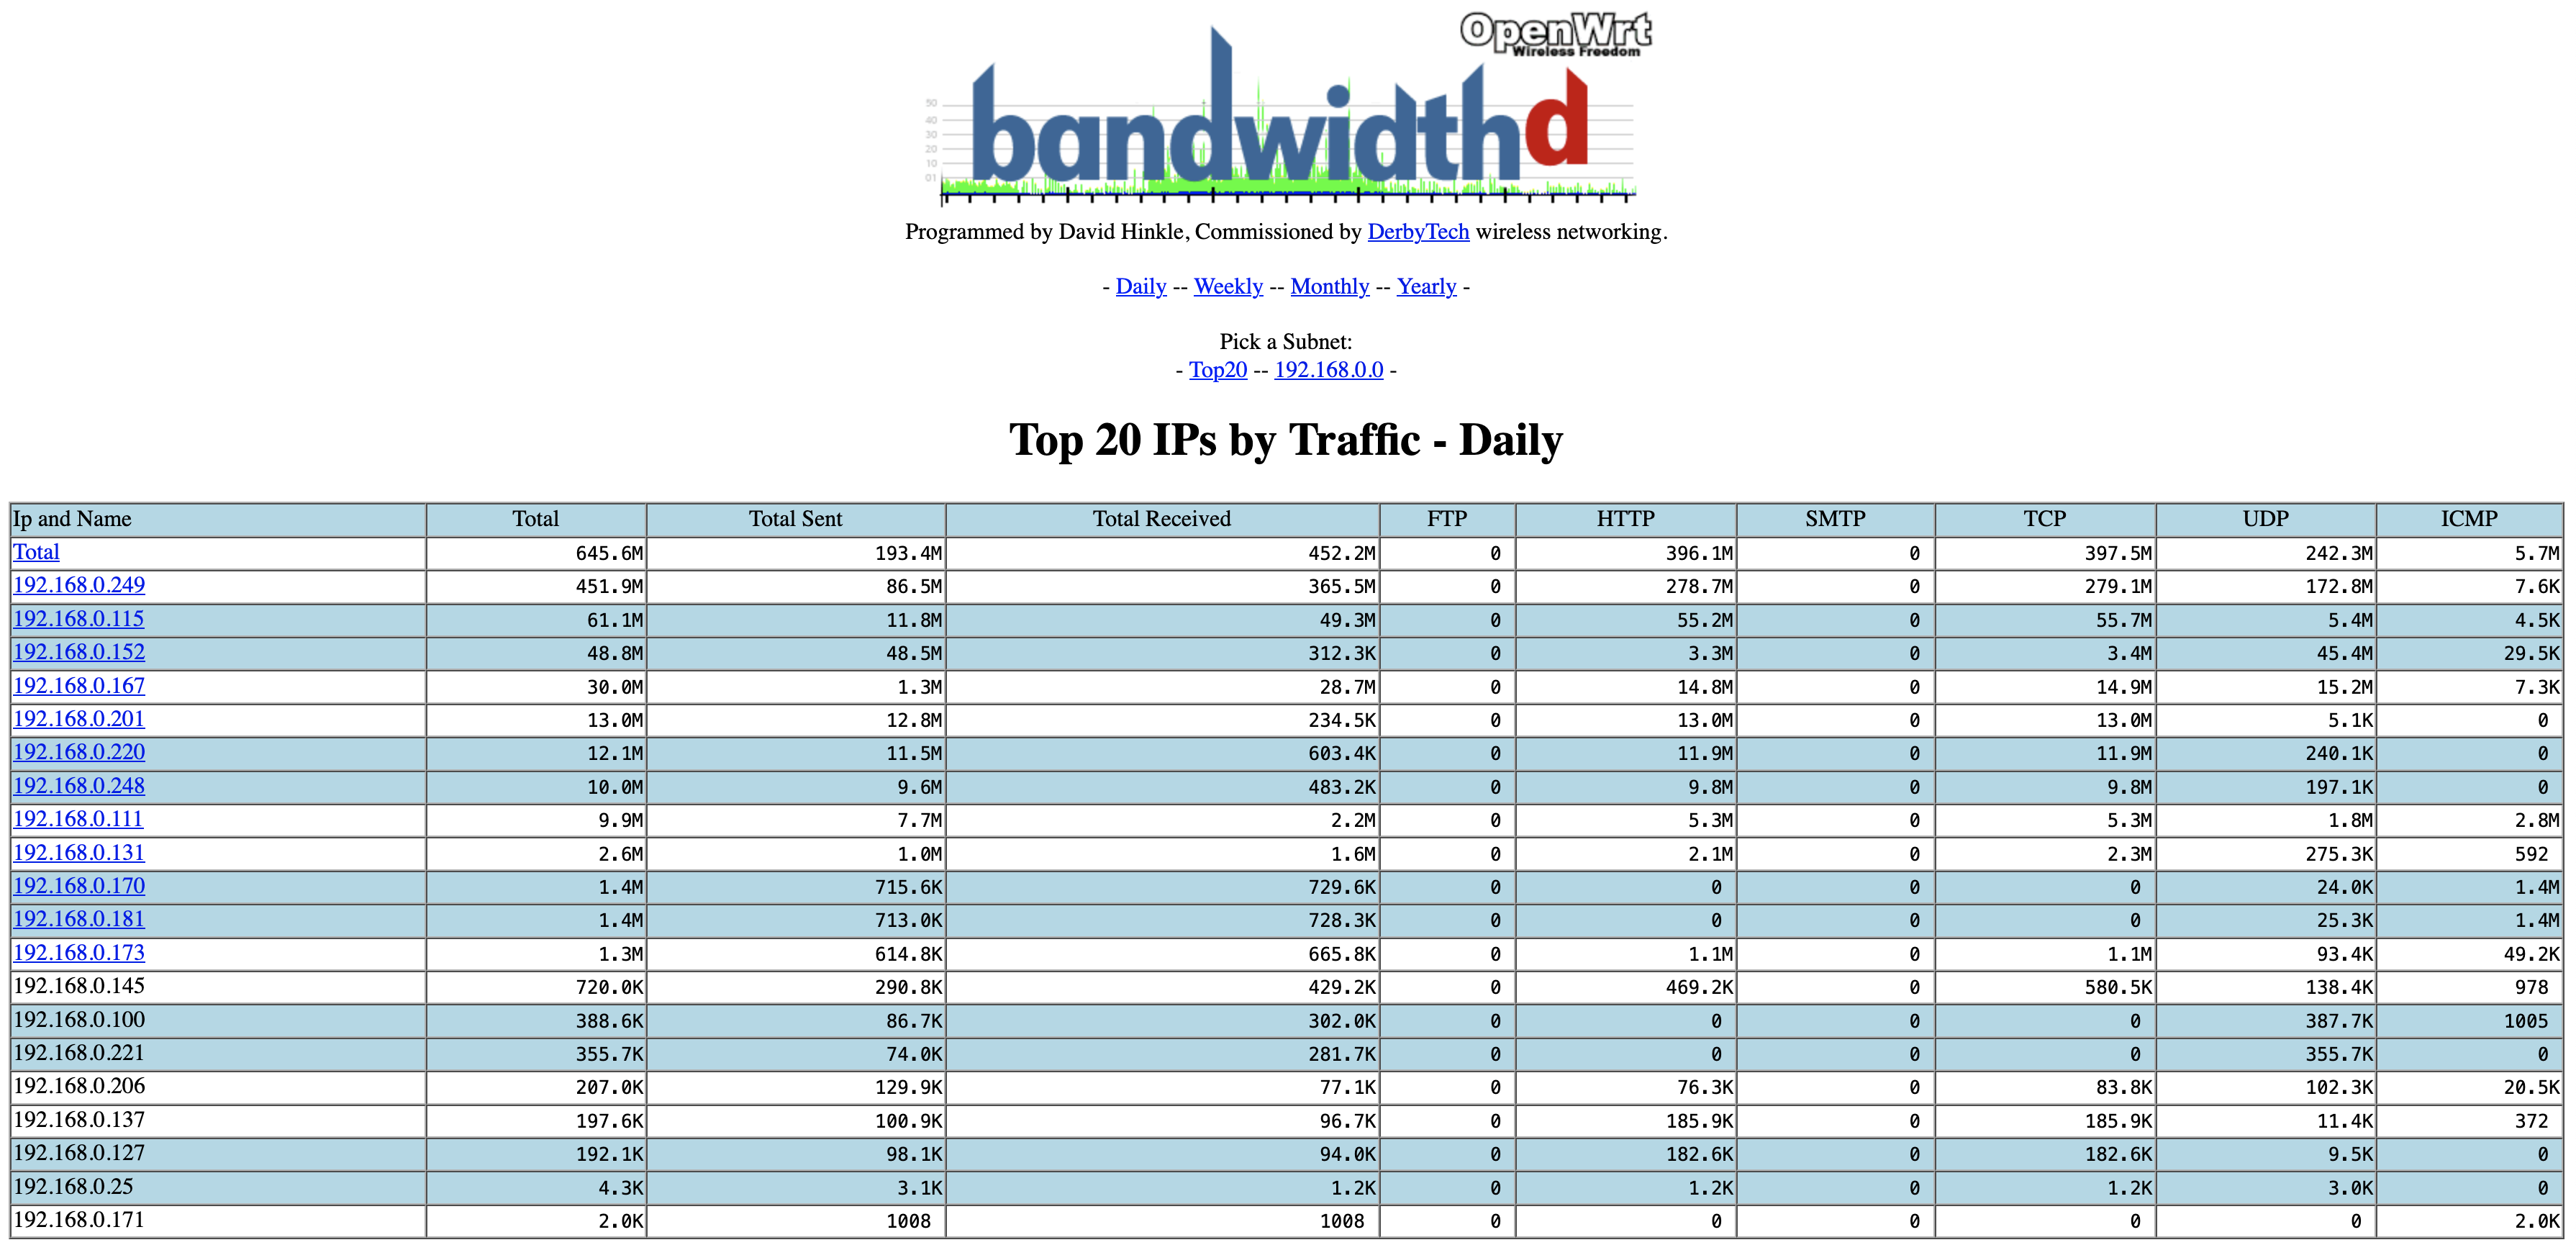 OpenWrt
Wireless Freedom
bandwidthd
50
40
30
20
10
01
Programmed by David Hinkle, Commissioned by DerbyTech wireless networking.
- Daily -- Weekly -- Monthly -- Yearly -
Pick a Subnet:
- Top20 -- 192.168.0.0 -
Top 20 IPs by Traffic - Daily
Ip and Name Total Total Sent Total Received FTP HTTP SMTP TCP UDP ICMP
Total 645.6M 193.4M 452.2M 0 396.1M 0 397.5M 242.3M 5.7M
192.168.0.249 451.9M 86.5M 365.5M 0 278.7M 0 279.1M 172.8M 7.6K
192.168.0.115 61.1M 11.8M 49.3M 0 55.2M 0 55.7M 5.4M 4.5K
192.168.0.152 48.8M 48.5M 312.3K 0 3.3M 0 3.4M 45.4M 29.5K
192.168.0.167 30.0M 1.3M 28.7M 0 14.8M 0 14.9M 15.2M 7.3K
192.168.0.201 13.0M 12.8M 234.5K 0 13.0M 0 13.0M 5.1K 0
192.168.0.220 12.1M 11.5M 603.4K 0 11.9M 0 11.9M 240.1K 0
192.168.0.248 10.0M 9.6M 483.2K 0 9.8M 0 9.8M 197.1K 0
192.168.0.111 9.9M 7.7M 2.2M 0 5.3M 0 5.3M 1.8M 2.8M
192.168.0.131 2.6M 1.0M 1.6M 0 2.1M 0 2.3M 275.3K 592
192.168.0.170 1.4M 715.6K 729.6K 0 0 0 0 24.0K 1.4M
192.168.0.181 1.4M 713.0K 728.3K 0 0 0 0 25.3K 1.4M
192.168.0.173 1.3M 614.8K 665.8K 0 1.1M 0 1.1M 93.4K 49.2K
192.168.0.145 720.0K 290.8K 429.2K 0 469.2K 0 580.5K 138.4K 978
192.168.0.100 388.6K 86.7K 302.0K 0 0 0 0 387.7K 1005
192.168.0.221 355.7K 74.0K 281.7K 0 0 0 0 355.7K 0
192.168.0.206 207.0K 129.9K 77.1K 0 76.3K 0 83.8K 102.3K 20.5K
192.168.0.137 197.6K 100.9K 96.7K 0 185.9K 0 185.9K 11.4K 372
192.168.0.127 192.1K 98.1K 94.0K 0 182.6K 0 182.6K 9.5K 0
192.168.0.25 4.3K 3.1K 1.2K 0 1.2K 0 1.2K 3.0K 0
192.168.0.171 2.0K 1008 1008 0 0 0 0 0 2.0K